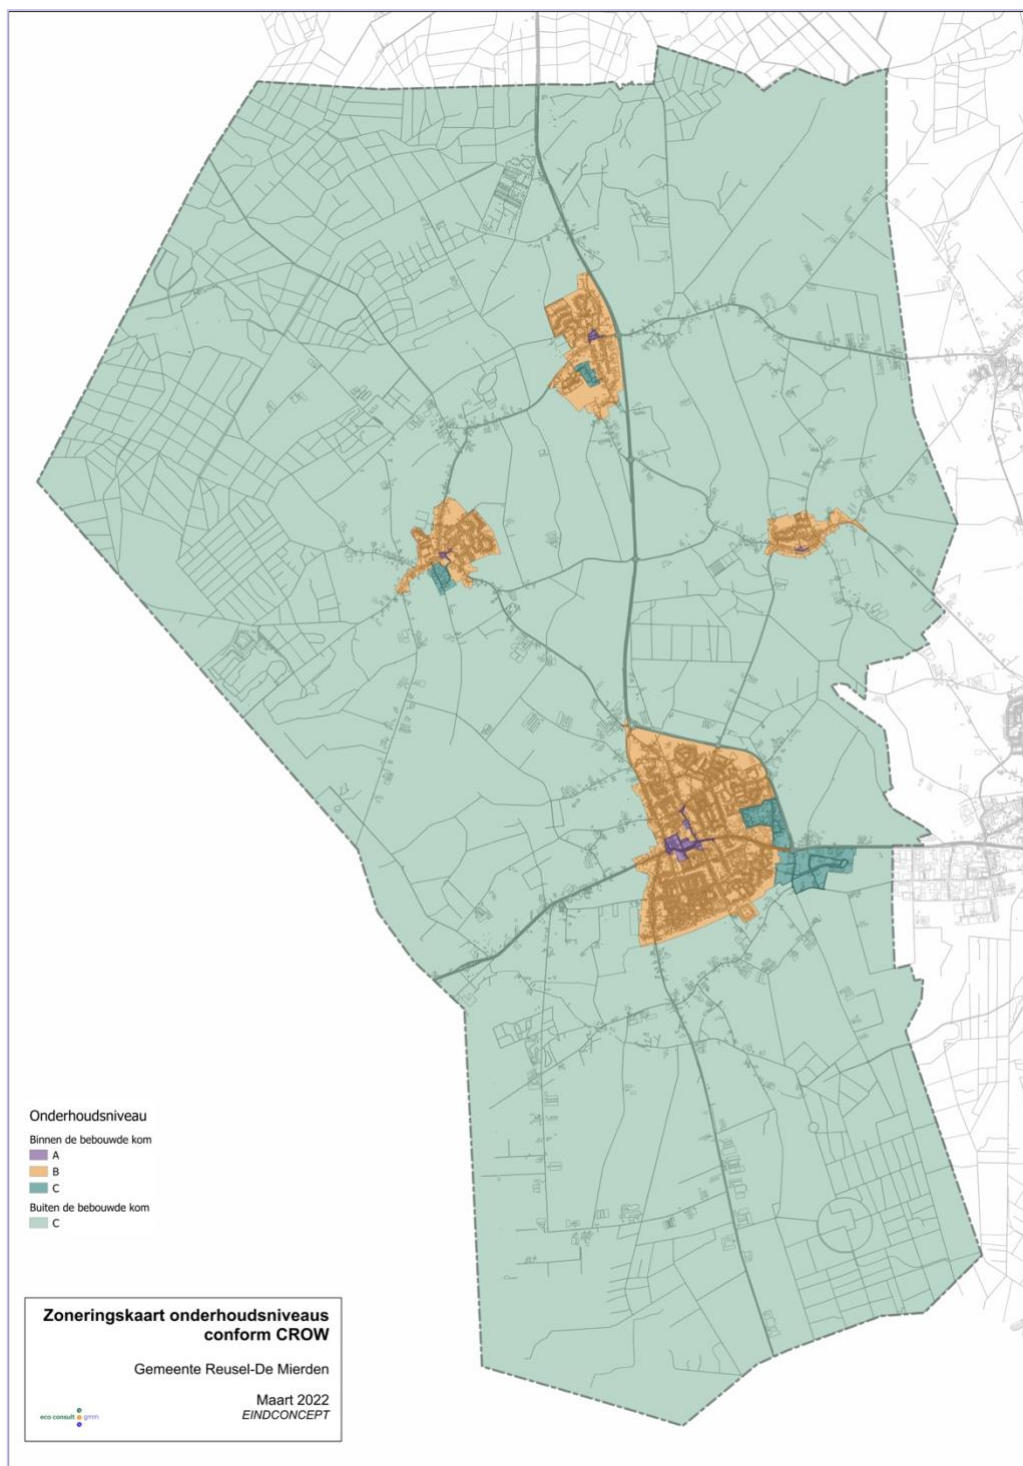 Onderhoudsniveau
Binnen de bebouwde kom
A
B
C
Buiten de bebouwde kom
C
Zoneringskaart onderhoudsniveaus
conform CROW
Gemeente Reusel-De Mierden
Maart 2022
EINDCONCEPT
eco consult gmm